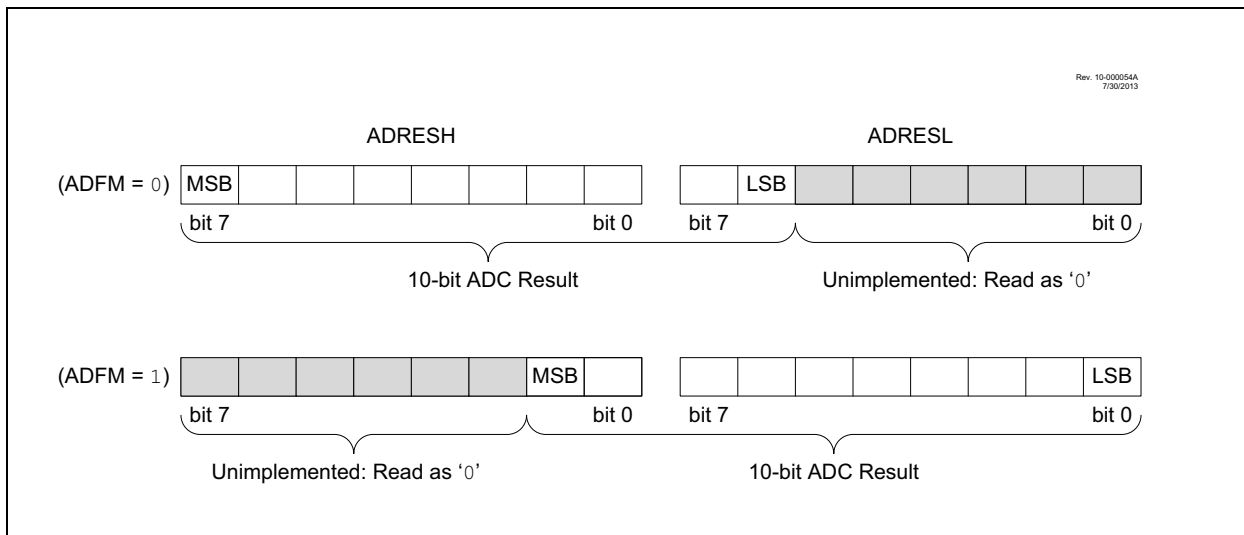 Rev. 10-000054A
7/30/2013
ADRESH ADRESL
(ADFM = 0) MSB LSB
bit 7 bit 0 bit 7 bit 0
10-bit ADC Result Unimplemented: Read as ‘0’
(ADFM = 1) MSB LSB
bit 7 bit 0 bit 7 bit 0
Unimplemented: Read as ‘0’ 10-bit ADC Result